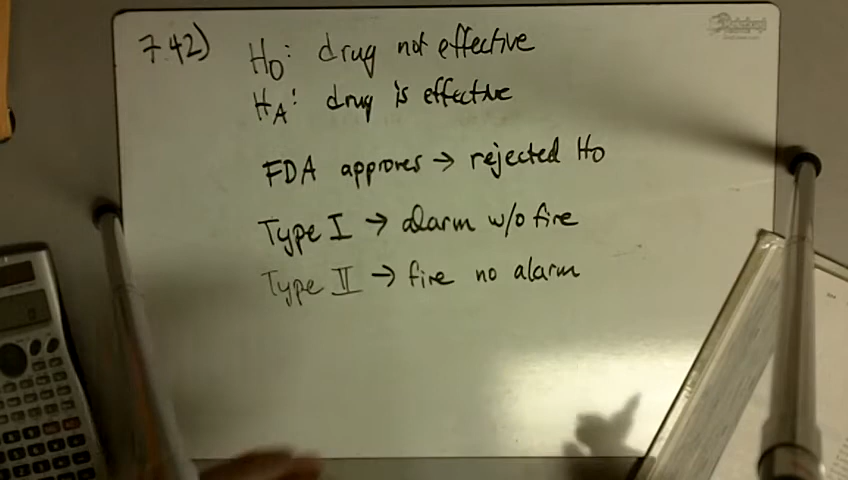 7.42) H₀: drug not effective
H_A: drug is effective
FDA approves → rejected H₀
Type I → alarm w/o fire
Type II → fire no alarm